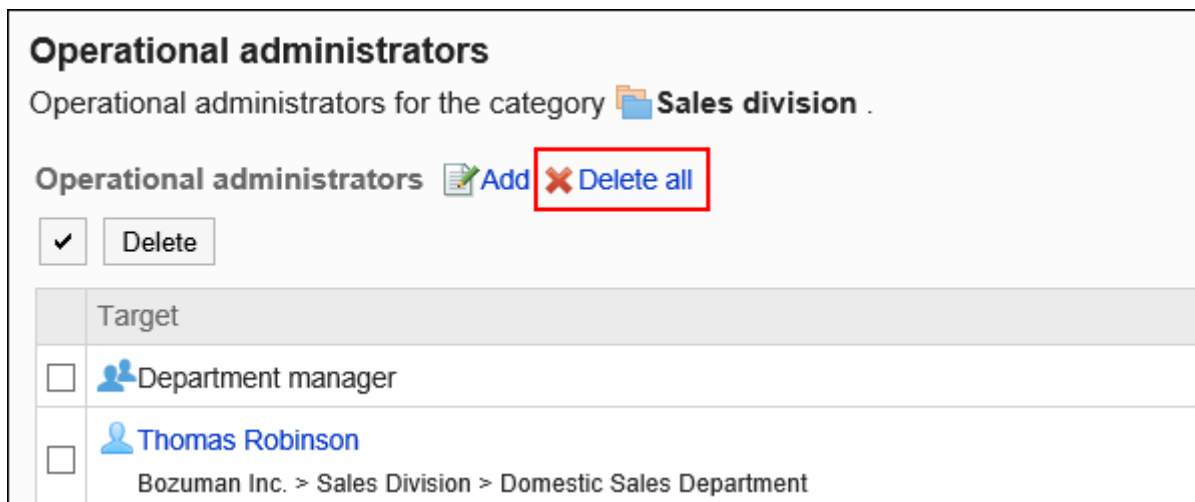 Operational administrators
Operational administrators for the category Sales division .
Operational administrators Add Delete all
Delete
Target
Department manager
Thomas Robinson
Bozuman Inc. > Sales Division > Domestic Sales Department